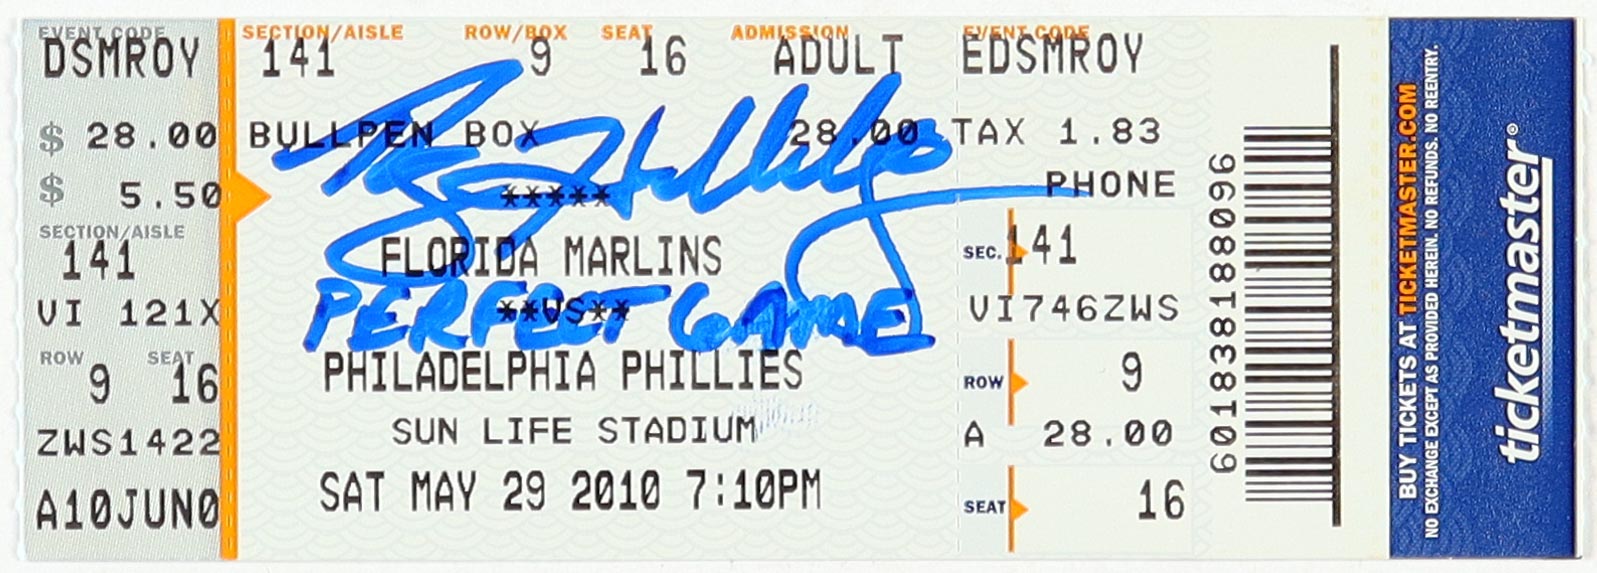 EVENT CODE
DSMROY
$ 28.00
$ 5.50
SECTION/AISLE
141
VI 121X
ROW SEAT
9 16
ZWS1422
A10JUN0
SECTION/AISLE ROW/BOX SEAT ADMISSION EVENT CODE
141 9 16 ADULT EDSMROY
BULLPEN BOX 28.00 TAX 1.83
***** PHONE
FLORIDA MARLINS
PERFECT GAME
**VS**
PHILADELPHIA PHILLIES
SUN LIFE STADIUM
SAT MAY 29 2010 7:10PM
SEC. 141
VI746ZWS
ROW 9
A 28.00
SEAT 16
601838188096
BUY TICKETS AT TICKETMASTER.COM
NO EXCHANGE EXCEPT AS PROVIDED HEREIN. NO REFUNDS. NO REENTRY.
ticketmaster®